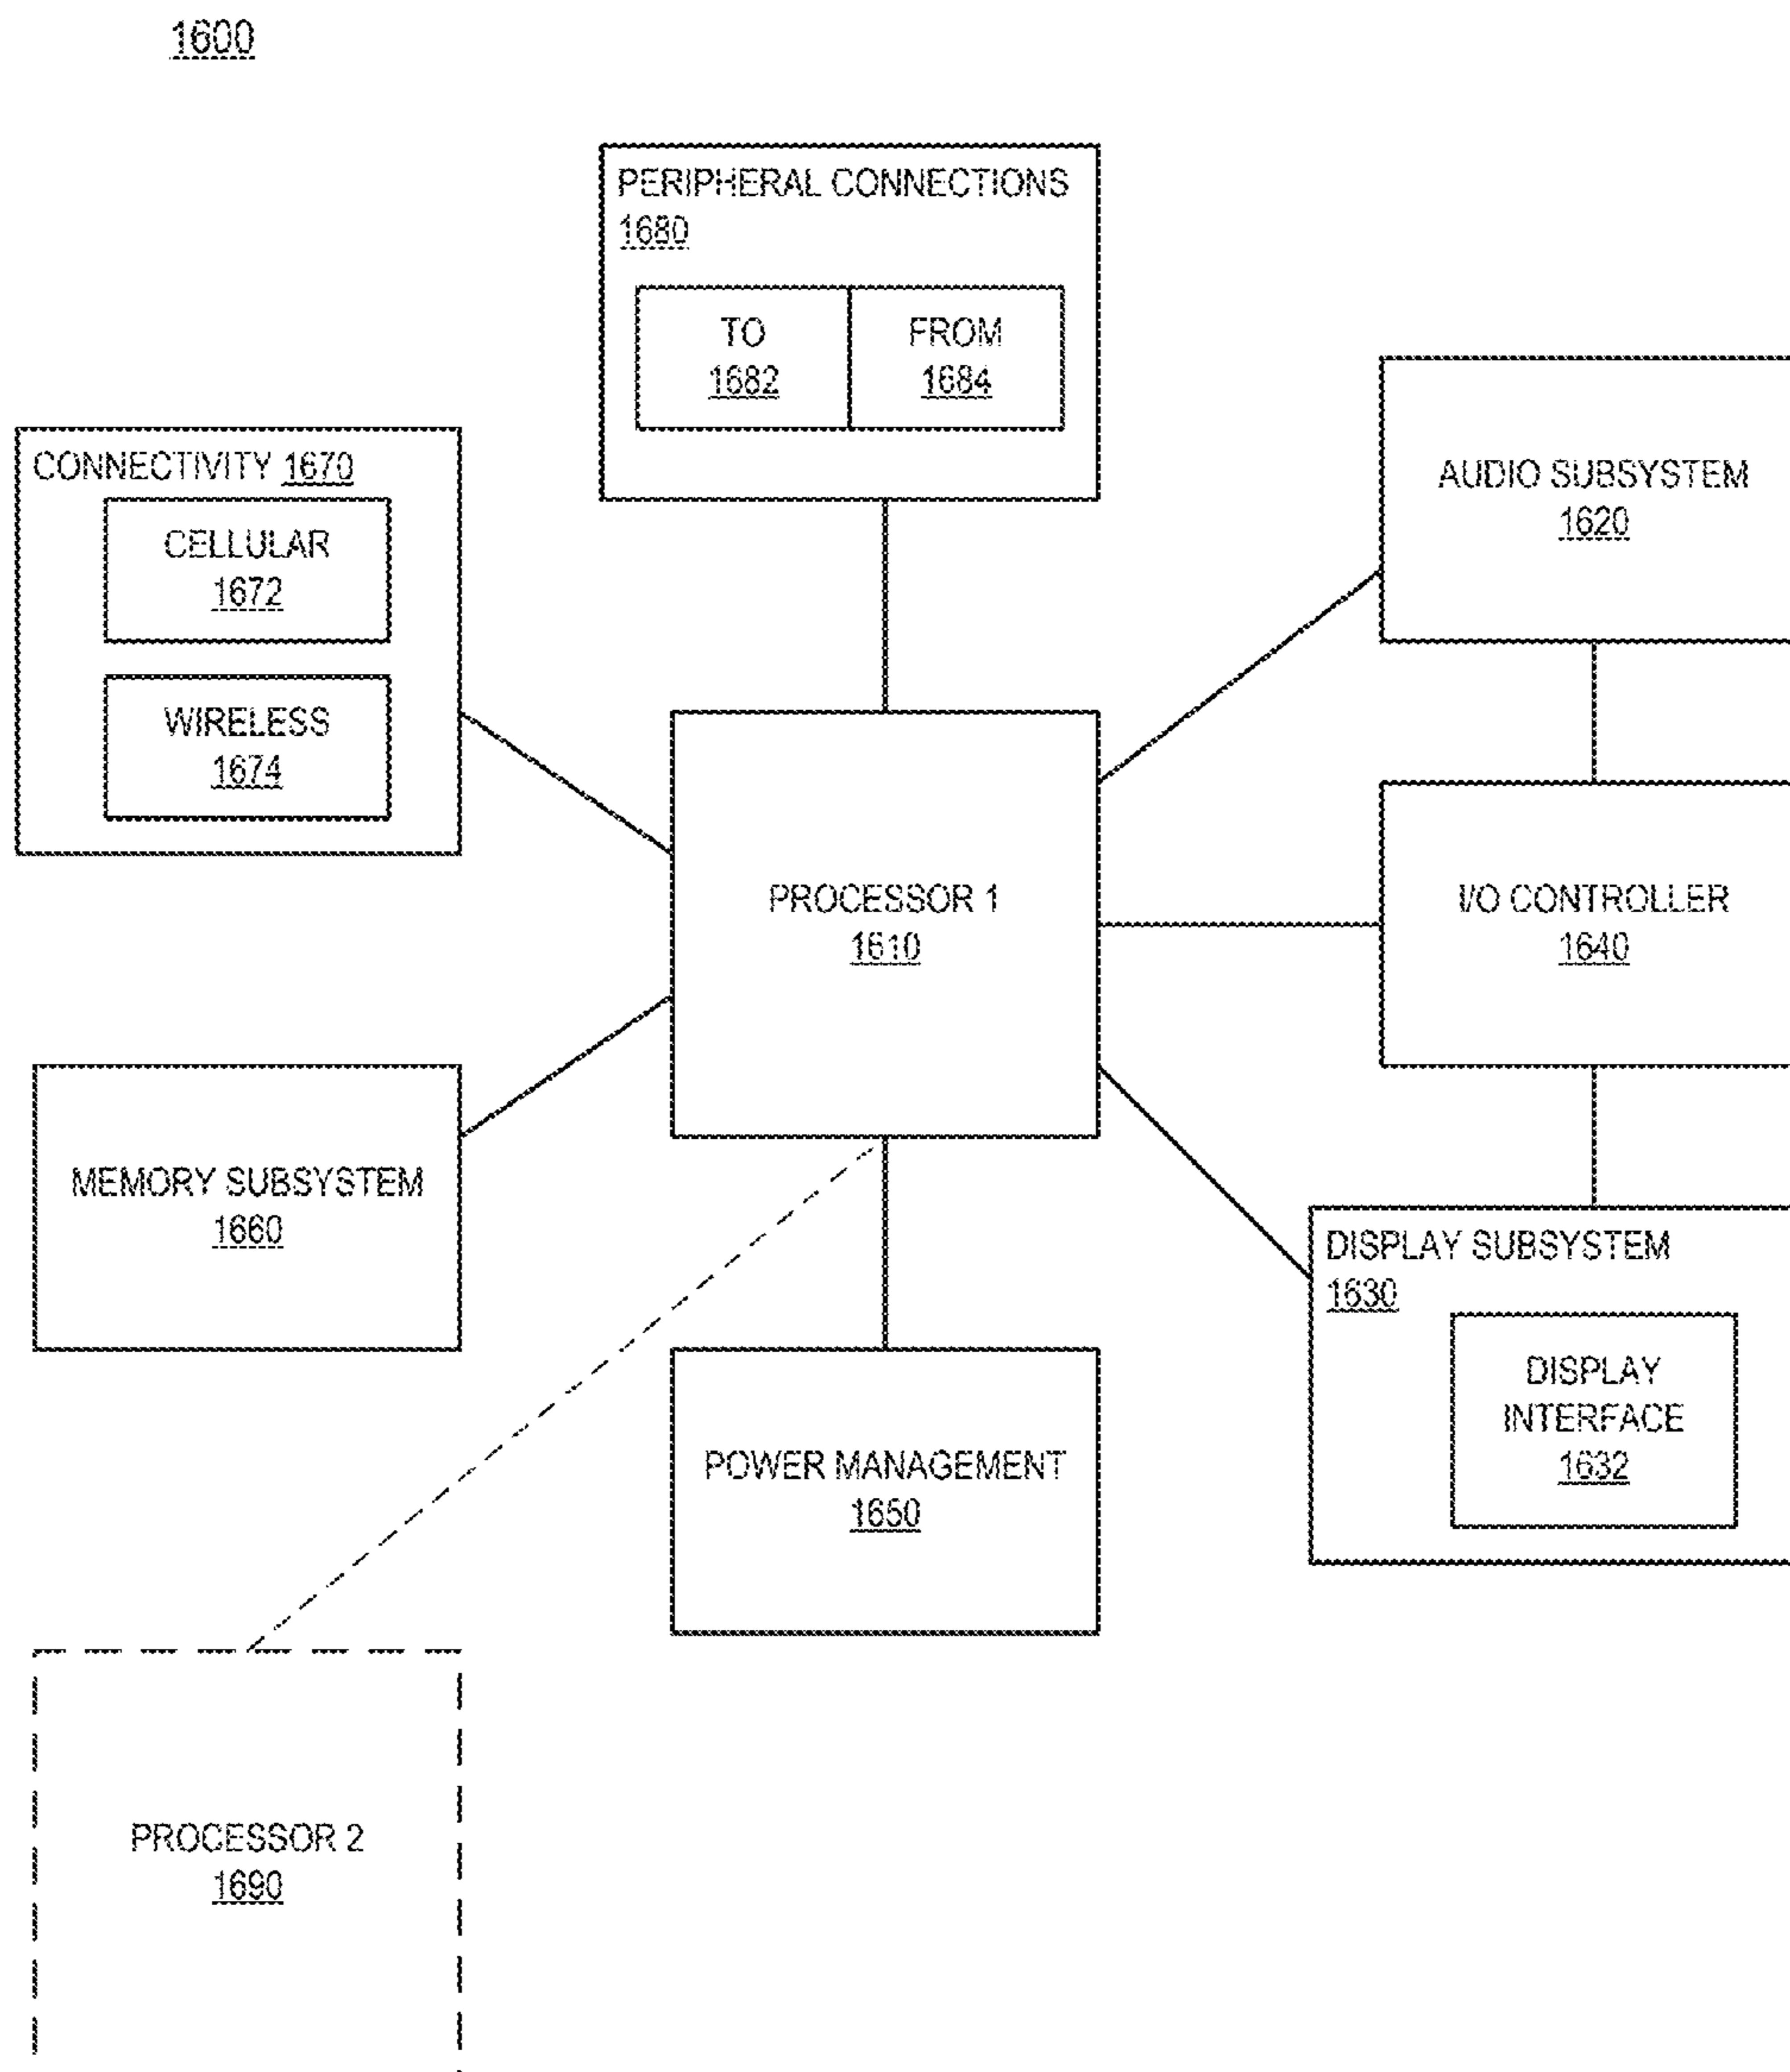 1600
PERIPHERAL CONNECTIONS
1680
TO
1682
FROM
1684
AUDIO SUBSYSTEM
1620
CONNECTIVITY 1670
CELLULAR
1672
WIRELESS
1674
PROCESSOR 1
1610
I/O CONTROLLER
1640
MEMORY SUBSYSTEM
1660
DISPLAY SUBSYSTEM
1630
DISPLAY
INTERFACE
1632
POWER MANAGEMENT
1650
PROCESSOR 2
1690